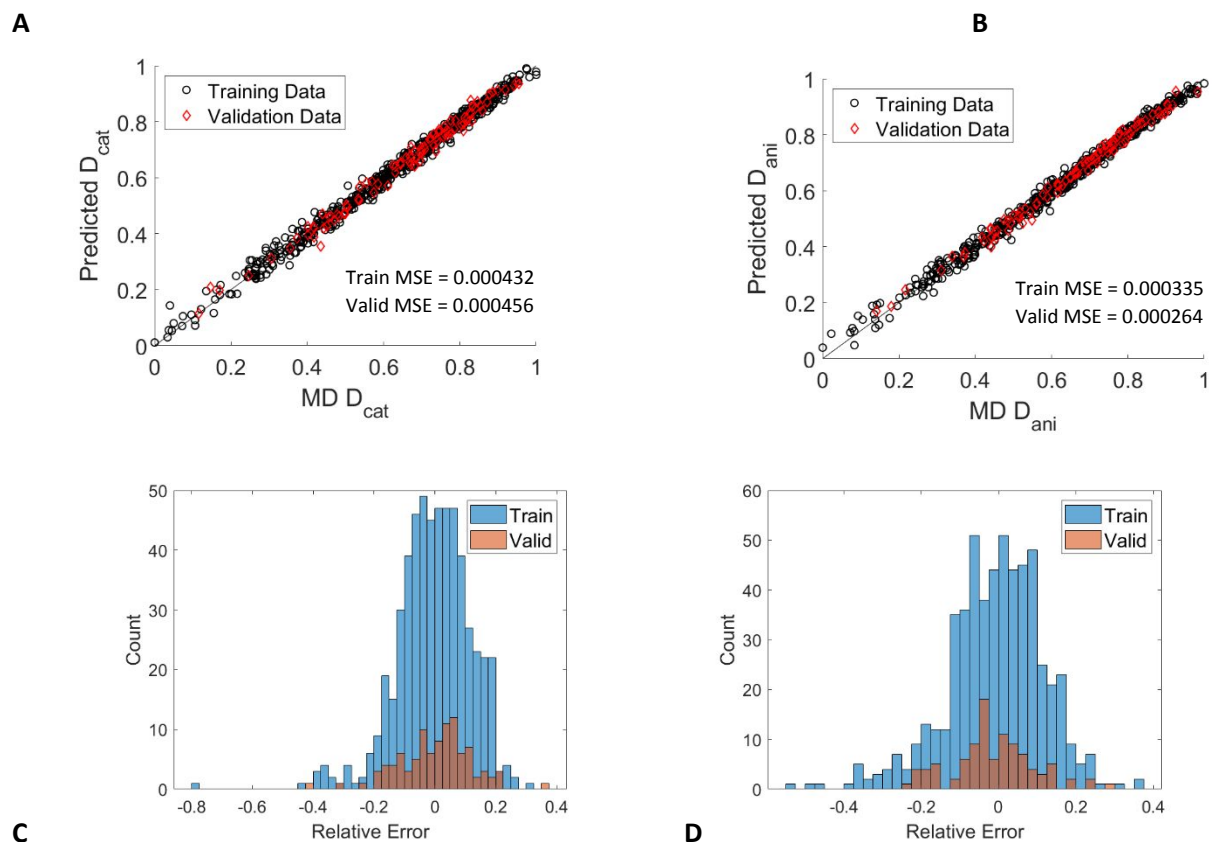 A
B
Predicted D_cat
1
0.8
0.6
0.4
0.2
0
Training Data
Validation Data
Train MSE = 0.000432
Valid MSE = 0.000456
0 0.2 0.4 0.6 0.8 1
MD D_cat
Predicted D_ani
1
0.8
0.6
0.4
0.2
0
Training Data
Validation Data
Train MSE = 0.000335
Valid MSE = 0.000264
0 0.2 0.4 0.6 0.8 1
MD D_ani
Count
50
40
30
20
10
0
Train
Valid
-0.8 -0.6 -0.4 -0.2 0 0.2 0.4
Relative Error
C
Count
60
50
40
30
20
10
0
Train
Valid
-0.4 -0.2 0 0.2 0.4
Relative Error
D